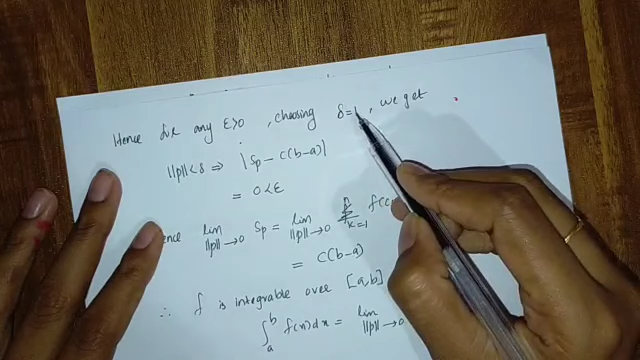 Hence for any ε>0 , choosing δ=1, we get
||p||<δ ⇒ |Sp – C(b–a)|
= 0<ε
lim ||p||→0 Sp = lim ||p||→0 Σ K=1 f(c
= C(b–a)
∴ f is integrable over [a,b]
∫ a b f(x)dx = lim ||p||→0